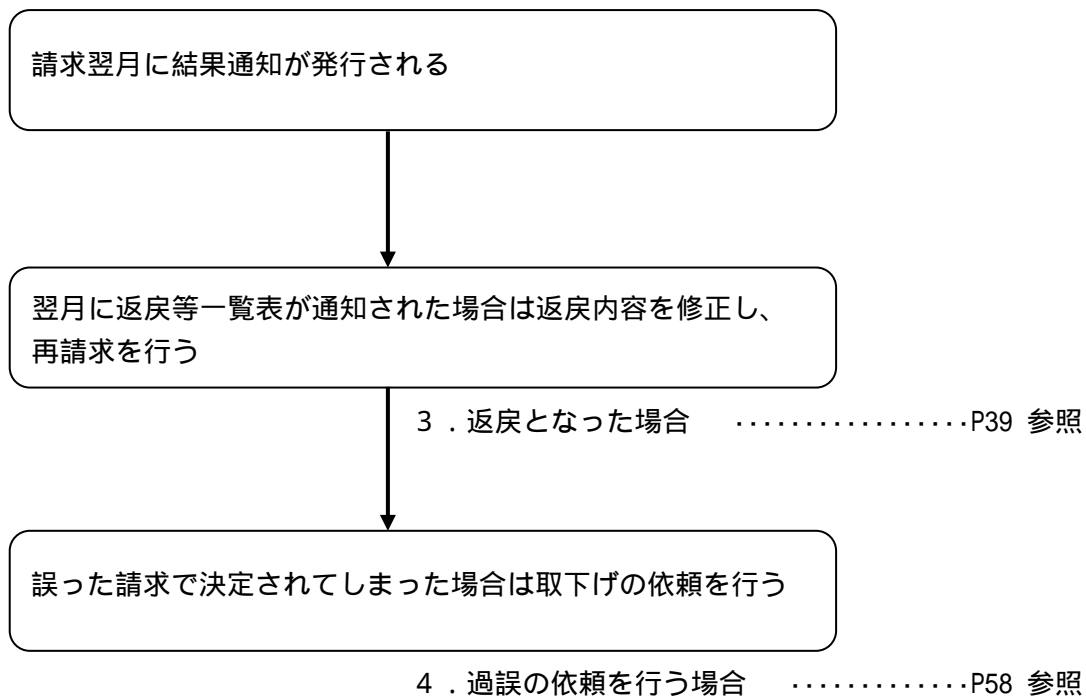 請求翌月に結果通知が発行される
翌月に返戻等一覧表が通知された場合は返戻内容を修正し、
再請求を行う
３．返戻となった場合　･････････････････P39 参照
誤った請求で決定されてしまった場合は取下げの依頼を行う
４．過誤の依頼を行う場合　･････････････P58 参照